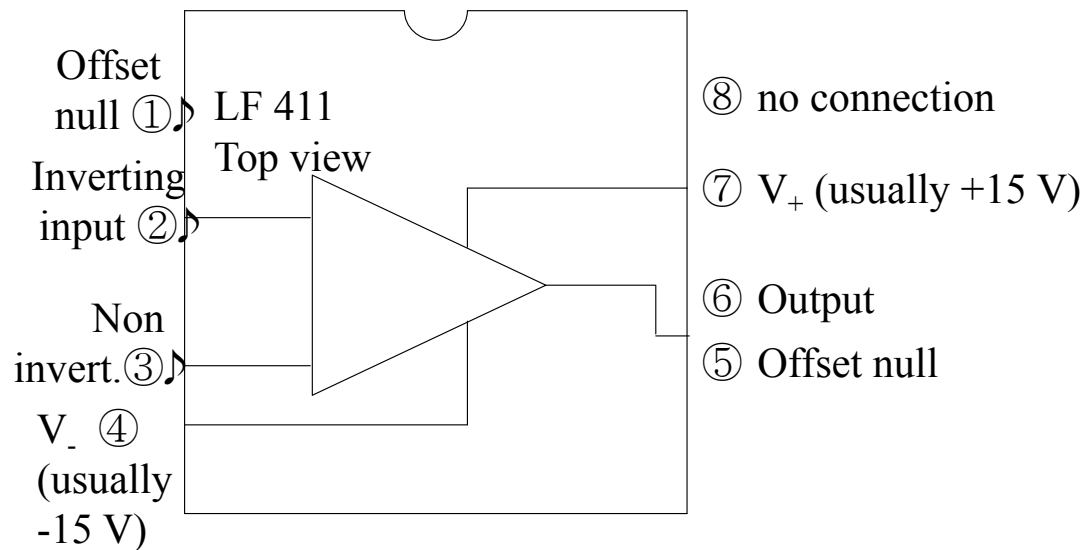 Offset
null ①♪
LF 411
Top view
Inverting
input ②♪
Non
invert.③♪
V₋ ④
(usually
-15 V)
⑧ no connection
⑦ V₊ (usually +15 V)
⑥ Output
⑤ Offset null